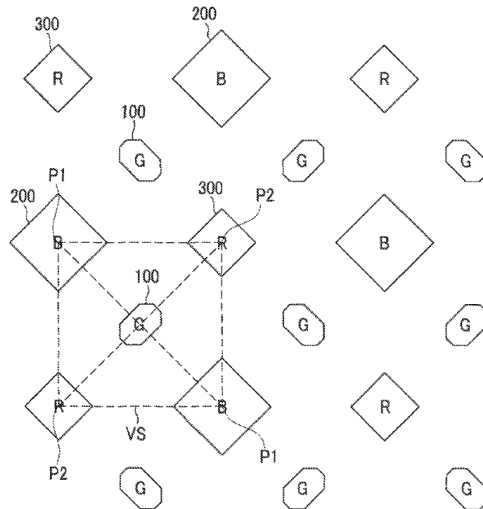 300 200
R B R
100
G G G
P1
200 300 P2
B R B
100
G G G
R B R
VS P1
P2
G G G